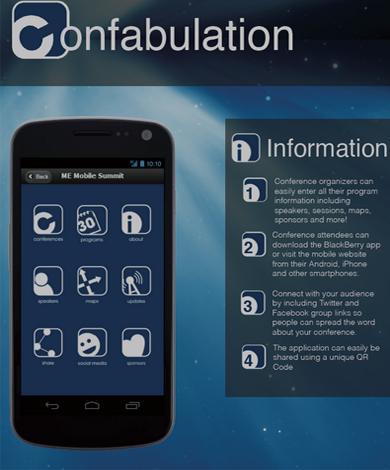 Confabulation
10:10
Back
ME Mobile Summit
conferences
30
programs
about
speakers
maps
updates
share
social media
sponsors
i Information
1
Conference organizers can
easily enter all their program
information including
speakers, sessions, maps,
sponsors and more!
2
Conference attendees can
download the BlackBerry app
or visit the mobile website
from their Android, iPhone
and other smartphones.
3
Connect with your audience
by including Twitter and
Facebook group links so
people can spread the word
about your conference.
4
The application can easily be
shared using a unique QR
Code